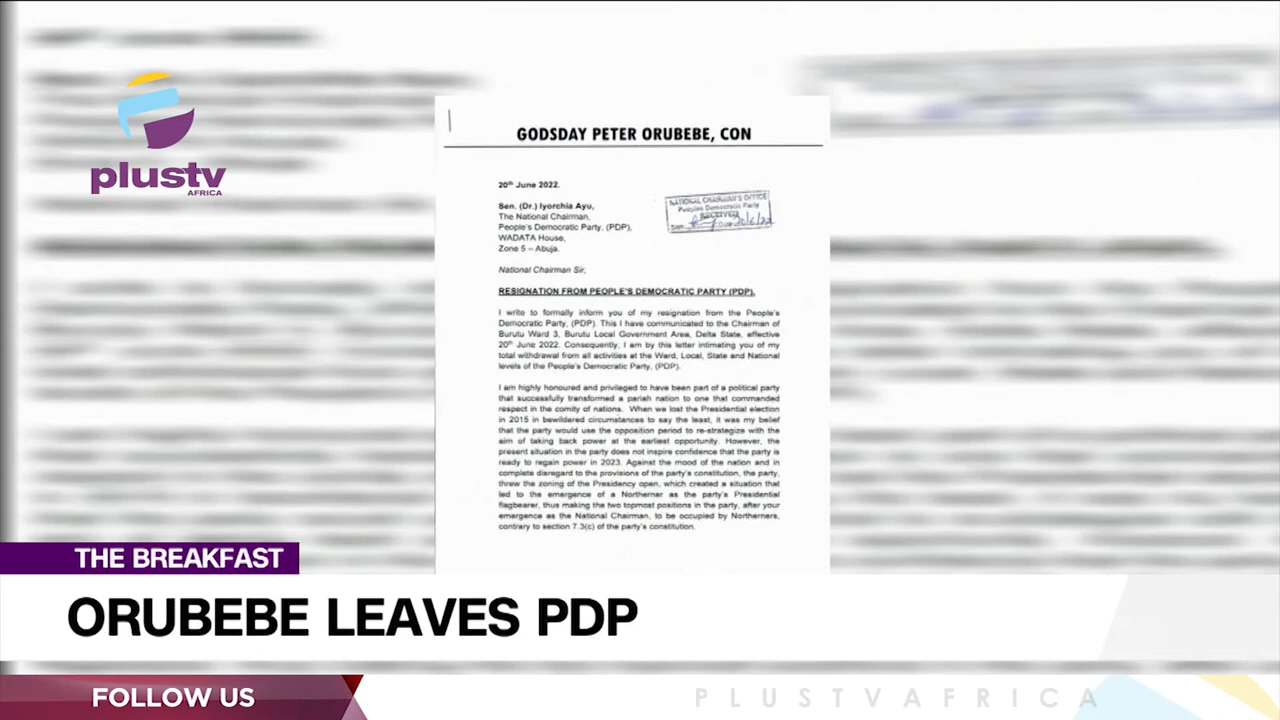 plustv
AFRICA
GODSDAY PETER ORUBEBE, CON
20th June 2022.
Sen. (Dr.) Iyorchia Ayu,
The National Chairman,
People's Democratic Party, (PDP),
WADATA House,
Zone 5 – Abuja.
NATIONAL CHAIRMAN'S OFFICE
Peoples Democratic Party
RECEIVED
20/6/22
National Chairman Sir,
RESIGNATION FROM PEOPLE'S DEMOCRATIC PARTY (PDP).
I write to formally inform you of my resignation from the People's
Democratic Party, (PDP). This I have communicated to the Chairman of
Burutu Ward 3, Burutu Local Government Area, Delta State, effective
20th June 2022. Consequently, I am by this letter intimating you of my
total withdrawal from all activities at the Ward, Local, State and National
levels of the People's Democratic Party, (PDP).
I am highly honoured and privileged to have been part of a political party
that successfully transformed a pariah nation to one that commanded
respect in the comity of nations. When we lost the Presidential election
in 2015 in bewildered circumstances to say the least, it was my belief
that the party would use the opposition period to re-strategize with the
aim of taking back power at the earliest opportunity. However, the
present situation in the party does not inspire confidence that the party is
ready to regain power in 2023. Against the mood of the nation and in
complete disregard to the provisions of the party's constitution, the party,
threw the zoning of the Presidency open, which created a situation that
led to the emergence of a Northerner as the party's Presidential
flagbearer, thus making the two topmost positions in the party, after your
emergence as the National Chairman, to be occupied by Northerners,
contrary to section 7.3(c) of the party's constitution.
THE BREAKFAST
ORUBEBE LEAVES PDP
FOLLOW US
PLUSTVAFRICA